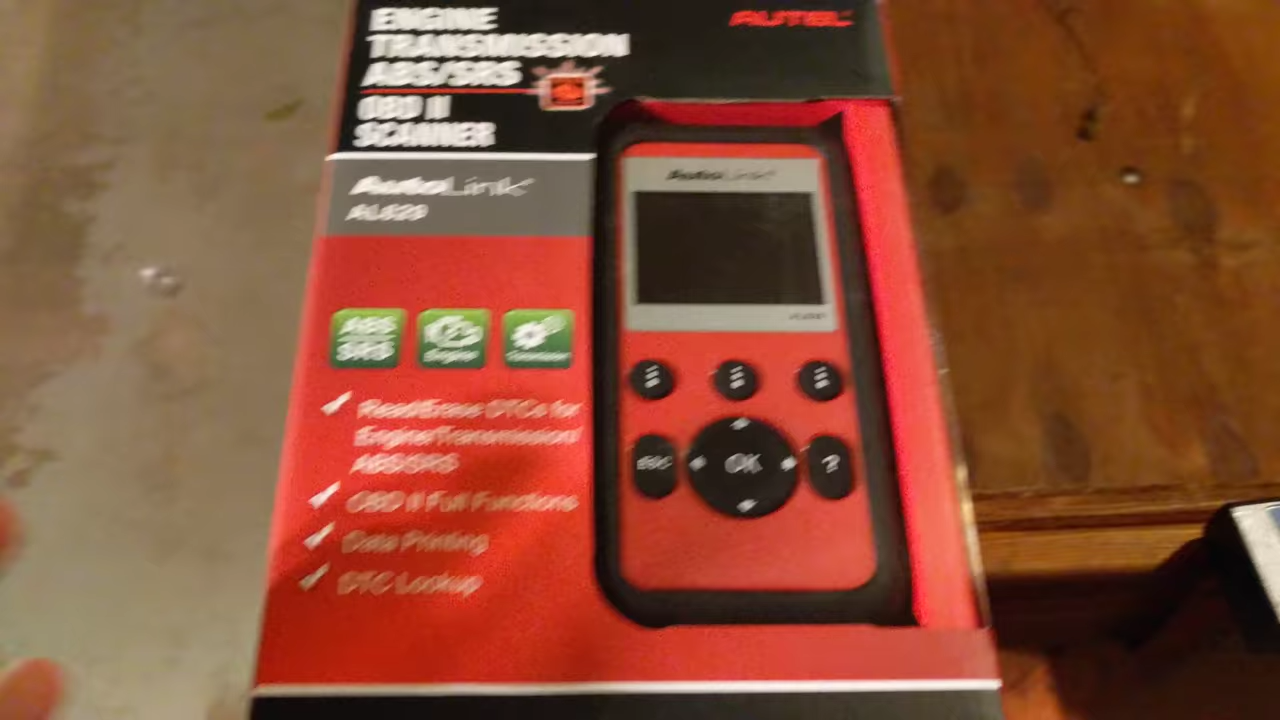 ENGINE
TRANSMISSION
ABS/SRS
OBD II
SCANNER
AUTEL
AutoLink
AL629
AutoLink
ABS
SRS
Engine
✓ Read/Erase DTCs for
Engine/Transmission/
ABS/SRS
✓ OBD II Full Functions
✓ Data Printing
✓ DTC Lookup
ESC
OK
?